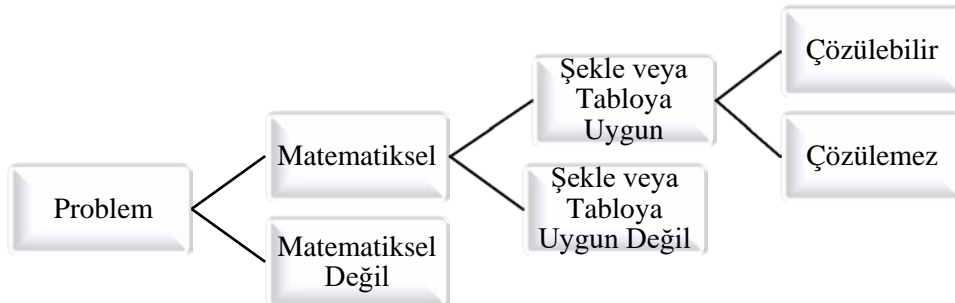 Problem
Matematiksel
Matematiksel
Değil
Şekle veya
Tabloya
Uygun
Şekle veya
Tabloya
Uygun Değil
Çözülebilir
Çözülemez